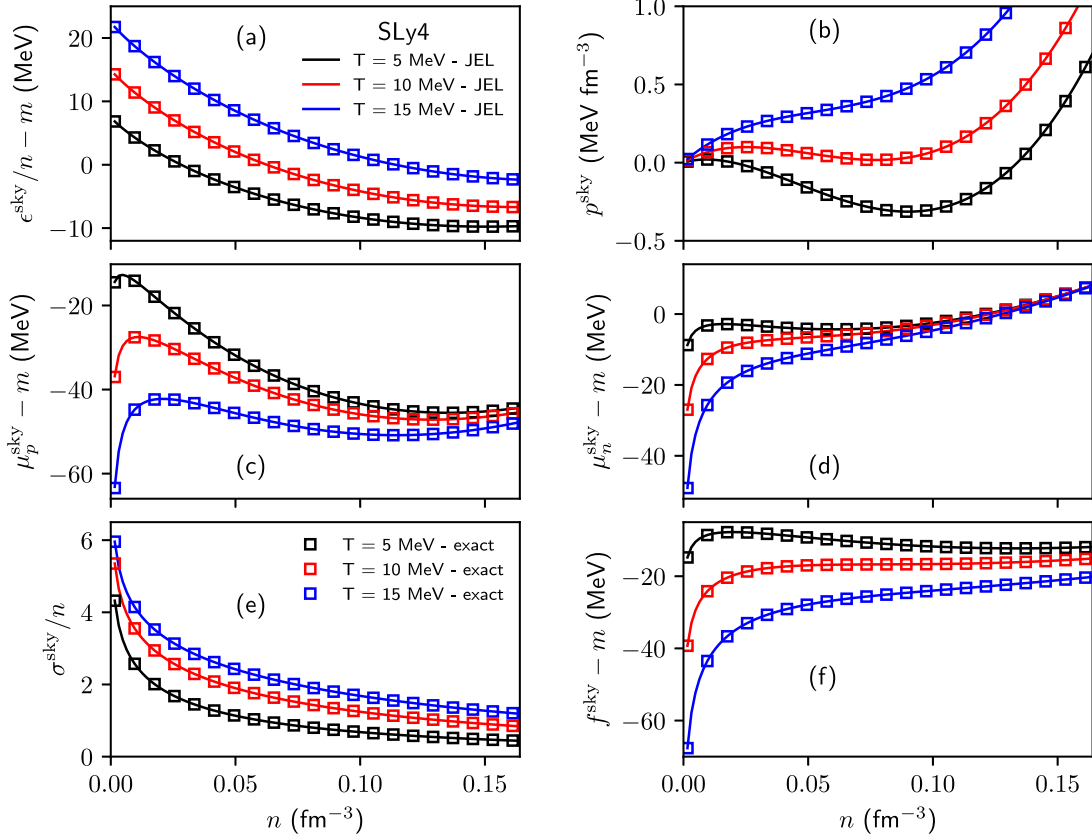 (a)
SLy4
T = 5 MeV - JEL
T = 10 MeV - JEL
T = 15 MeV - JEL
ϵ^sky/n − m (MeV)
20
10
0
−10
(b)
p^sky (MeV fm⁻³)
1.0
0.5
0.0
−0.5
(c)
μ_p^sky − m (MeV)
−20
−40
−60
(d)
μ_n^sky − m (MeV)
0
−20
−40
(e)
T = 5 MeV - exact
T = 10 MeV - exact
T = 15 MeV - exact
σ^sky/n
6
4
2
0
0.00 0.05 0.10 0.15
n (fm⁻³)
(f)
f^sky − m (MeV)
−20
−40
−60
0.00 0.05 0.10 0.15
n (fm⁻³)